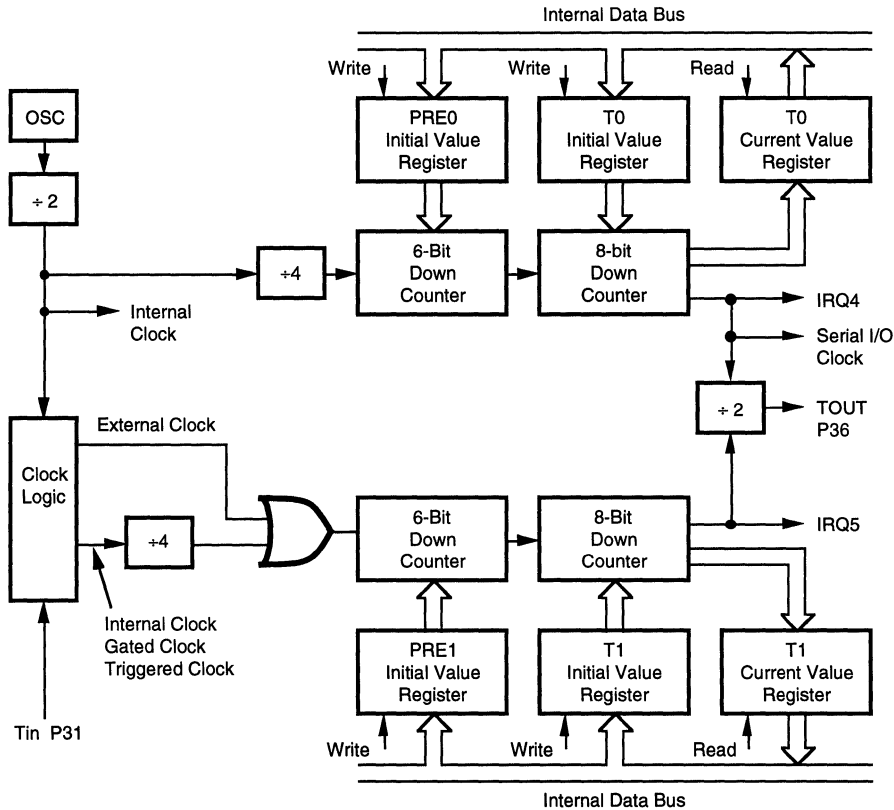 Internal Data Bus
Write
Write
Read
OSC
PRE0
Initial Value
Register
T0
Initial Value
Register
T0
Current Value
Register
÷ 2
÷4
6-Bit
Down
Counter
8-bit
Down
Counter
IRQ4
Internal
Clock
Serial I/O
Clock
÷ 2
TOUT
P36
External Clock
Clock
Logic
÷4
6-Bit
Down
Counter
8-Bit
Down
Counter
IRQ5
Internal Clock
Gated Clock
Triggered Clock
PRE1
Initial Value
Register
T1
Initial Value
Register
T1
Current Value
Register
Tin P31
Write
Write
Read
Internal Data Bus